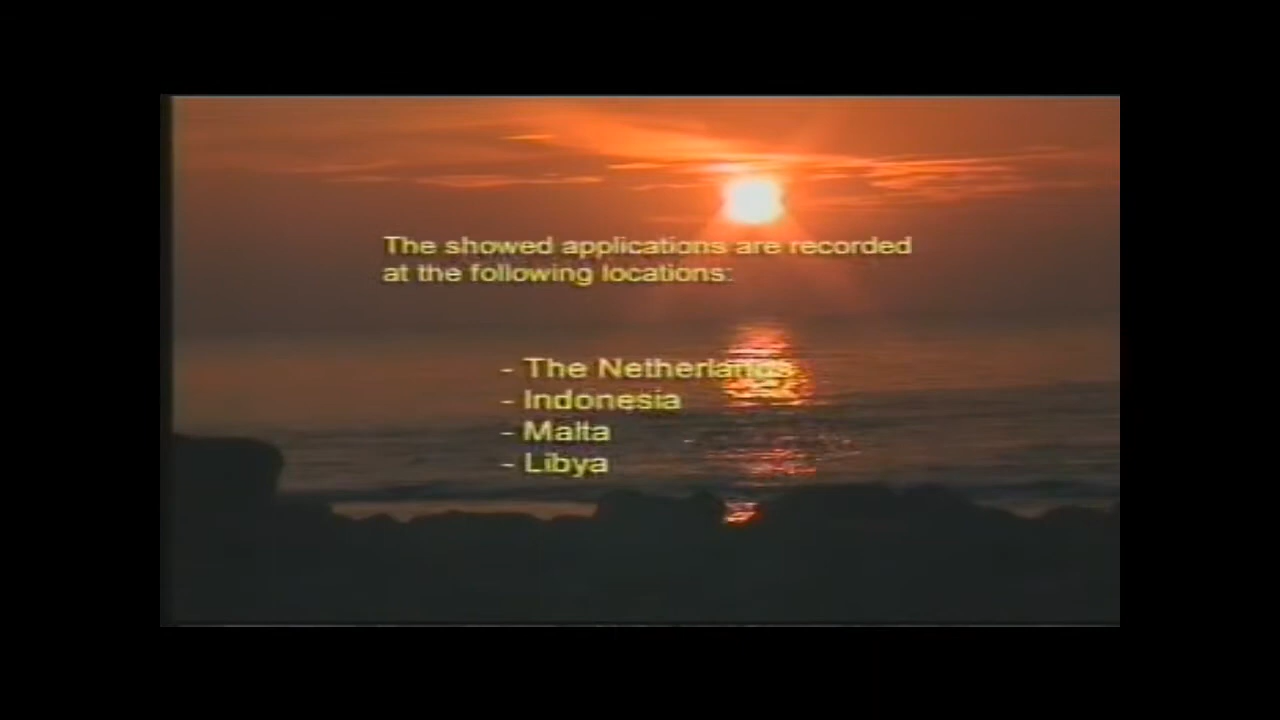 The showed applications are recorded
at the following locations:
- The Netherlands
- Indonesia
- Malta
- Libya